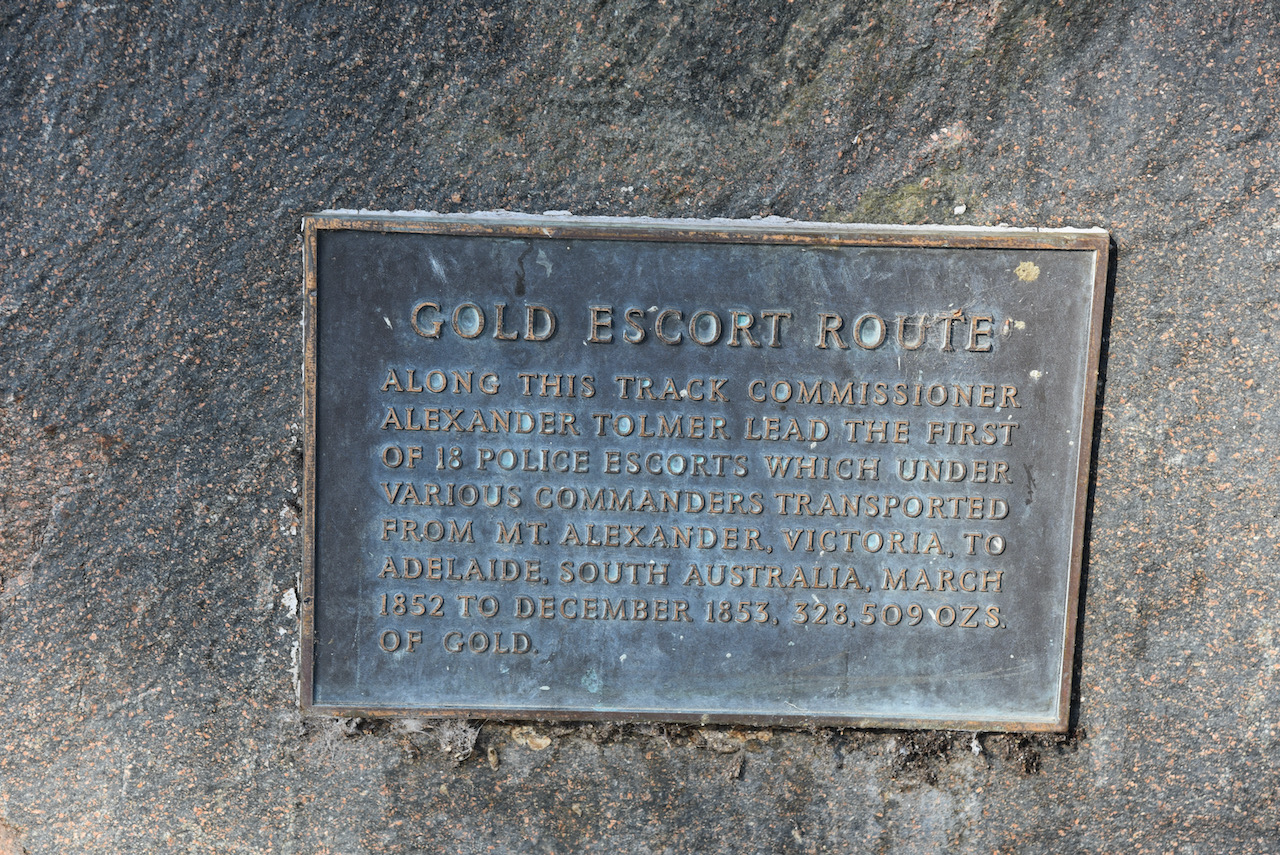 GOLD ESCORT ROUTE
ALONG THIS TRACK COMMISSIONER
ALEXANDER TOLMER LEAD THE FIRST
OF 18 POLICE ESCORTS WHICH UNDER
VARIOUS COMMANDERS TRANSPORTED
FROM MT. ALEXANDER, VICTORIA, TO
ADELAIDE, SOUTH AUSTRALIA, MARCH
1852 TO DECEMBER 1853, 328,509 OZS.
OF GOLD.